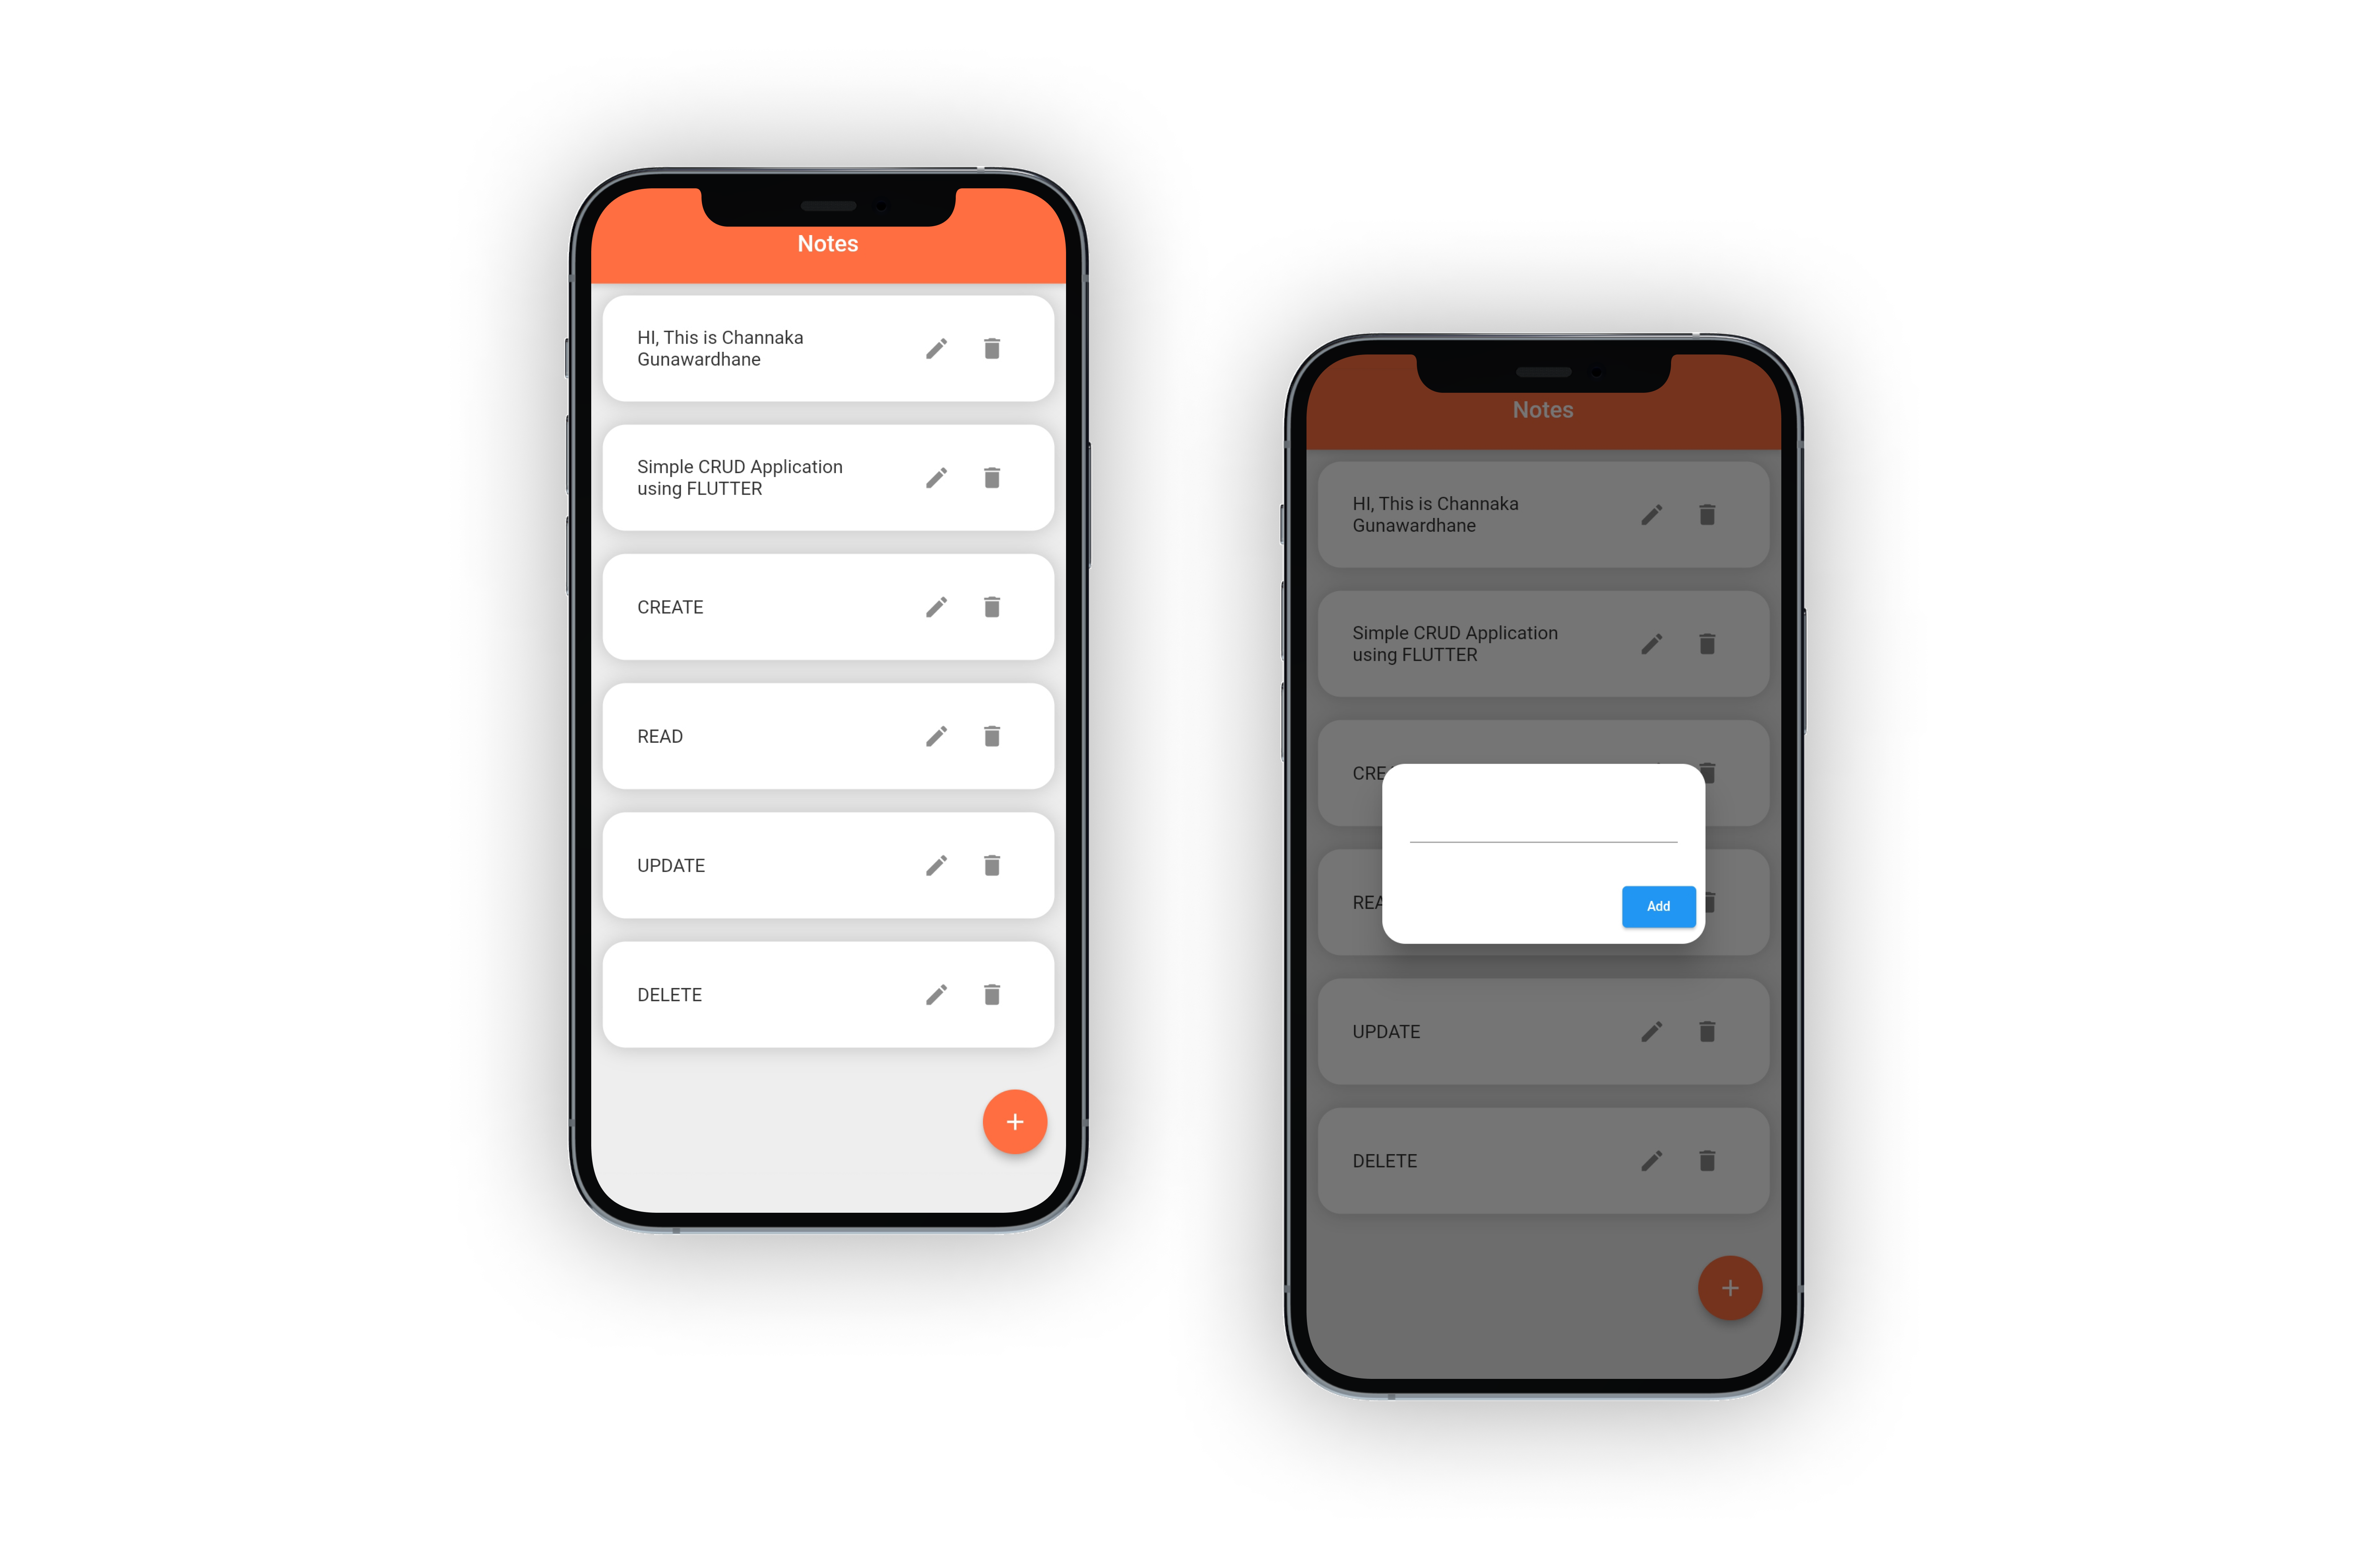 Notes
HI, This is Channaka
Gunawardhane
Simple CRUD Application
using FLUTTER
CREATE
READ
UPDATE
DELETE
Notes
HI, This is Channaka
Gunawardhane
Simple CRUD Application
using FLUTTER
CRE
REA
Add
UPDATE
DELETE